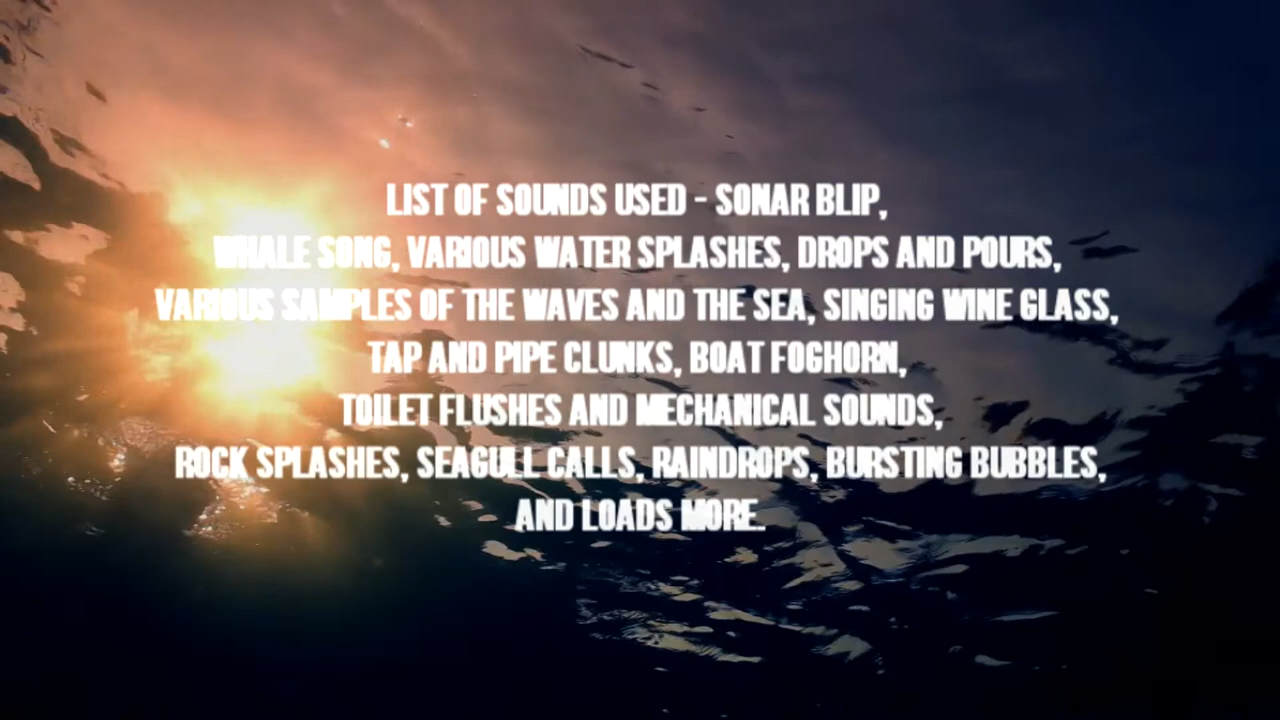 LIST OF SOUNDS USED - SONAR BLIP,
WHALE SONG, VARIOUS WATER SPLASHES, DROPS AND POURS,
VARIOUS SAMPLES OF THE WAVES AND THE SEA, SINGING WINE GLASS,
TAP AND PIPE CLUNKS, BOAT FOGHORN,
TOILET FLUSHES AND MECHANICAL SOUNDS,
ROCK SPLASHES, SEAGULL CALLS, RAINDROPS, BURSTING BUBBLES,
AND LOADS MORE.